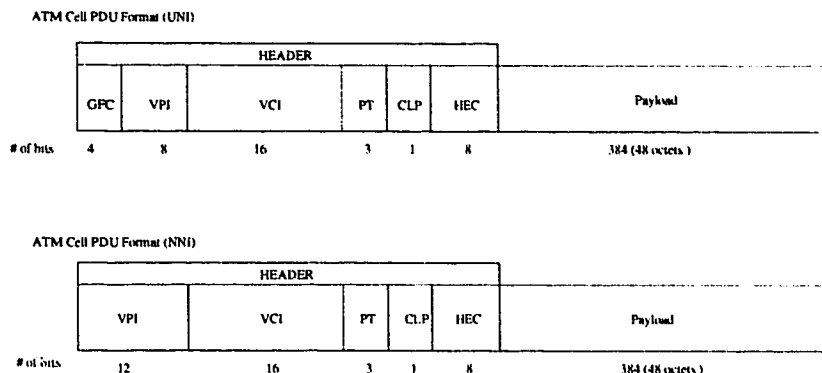 ATM Cell PDU Format (UNI)
HEADER
GFC VPI VCI PT CLP HEC Payload
# of bits 4 8 16 3 1 8 384 (48 octets )
ATM Cell PDU Format (NNI)
HEADER
VPI VCI PT CLP HEC Payload
# of bits 12 16 3 1 8 384 (48 octets )